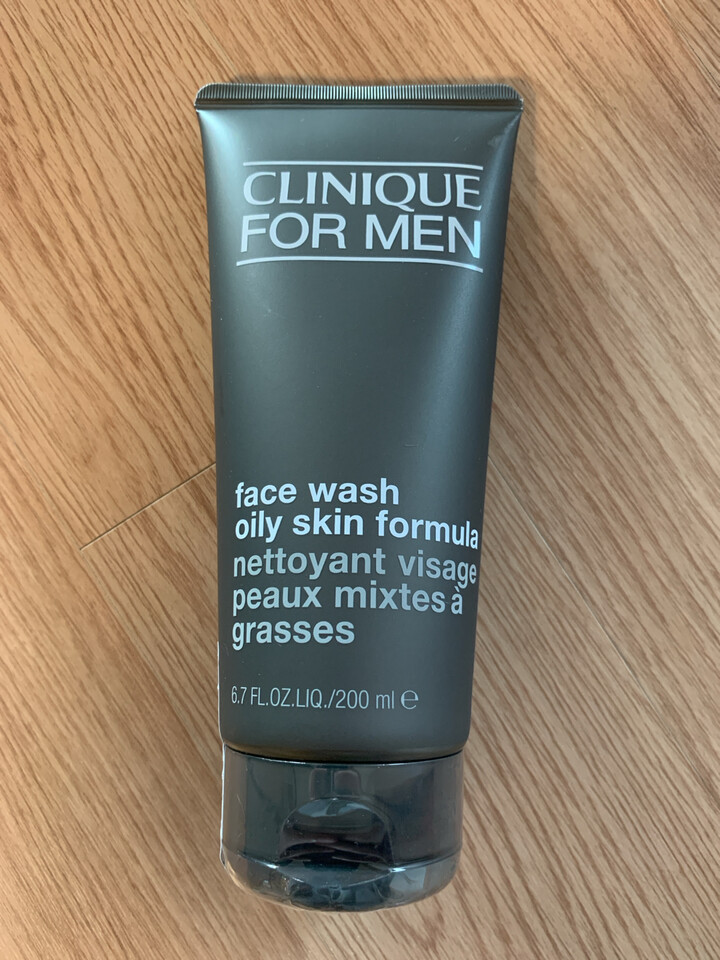 CLINIQUE
FOR MEN
face wash
oily skin formula
nettoyant visage
peaux mixtes à
grasses
6.7 FL.OZ.LIQ./200 ml ℮